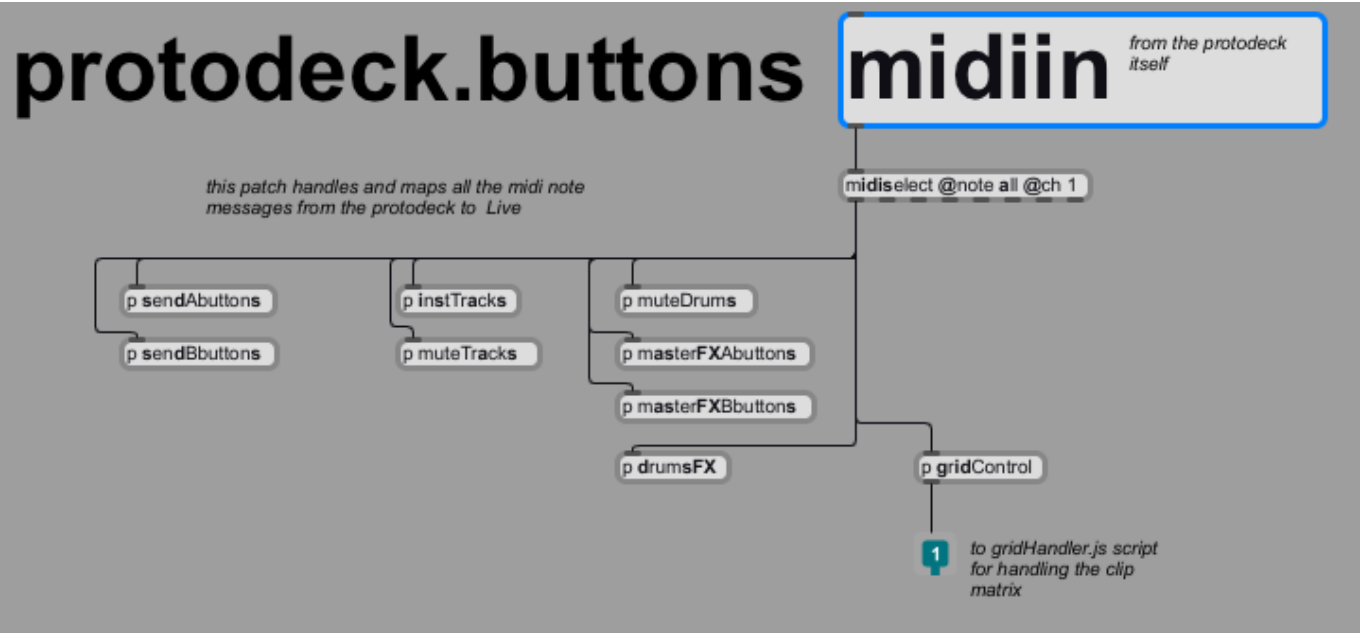 protodeck.buttons
midiin
from the protodeck
itself
midiselect @note all @ch 1
this patch handles and maps all the midi note
messages from the protodeck to Live
p sendAbuttons
p instTracks
p muteDrums
p sendBbuttons
p muteTracks
p masterFXAbuttons
p masterFXBbuttons
p drumsFX
p gridControl
1
to gridHandler.js script
for handling the clip
matrix